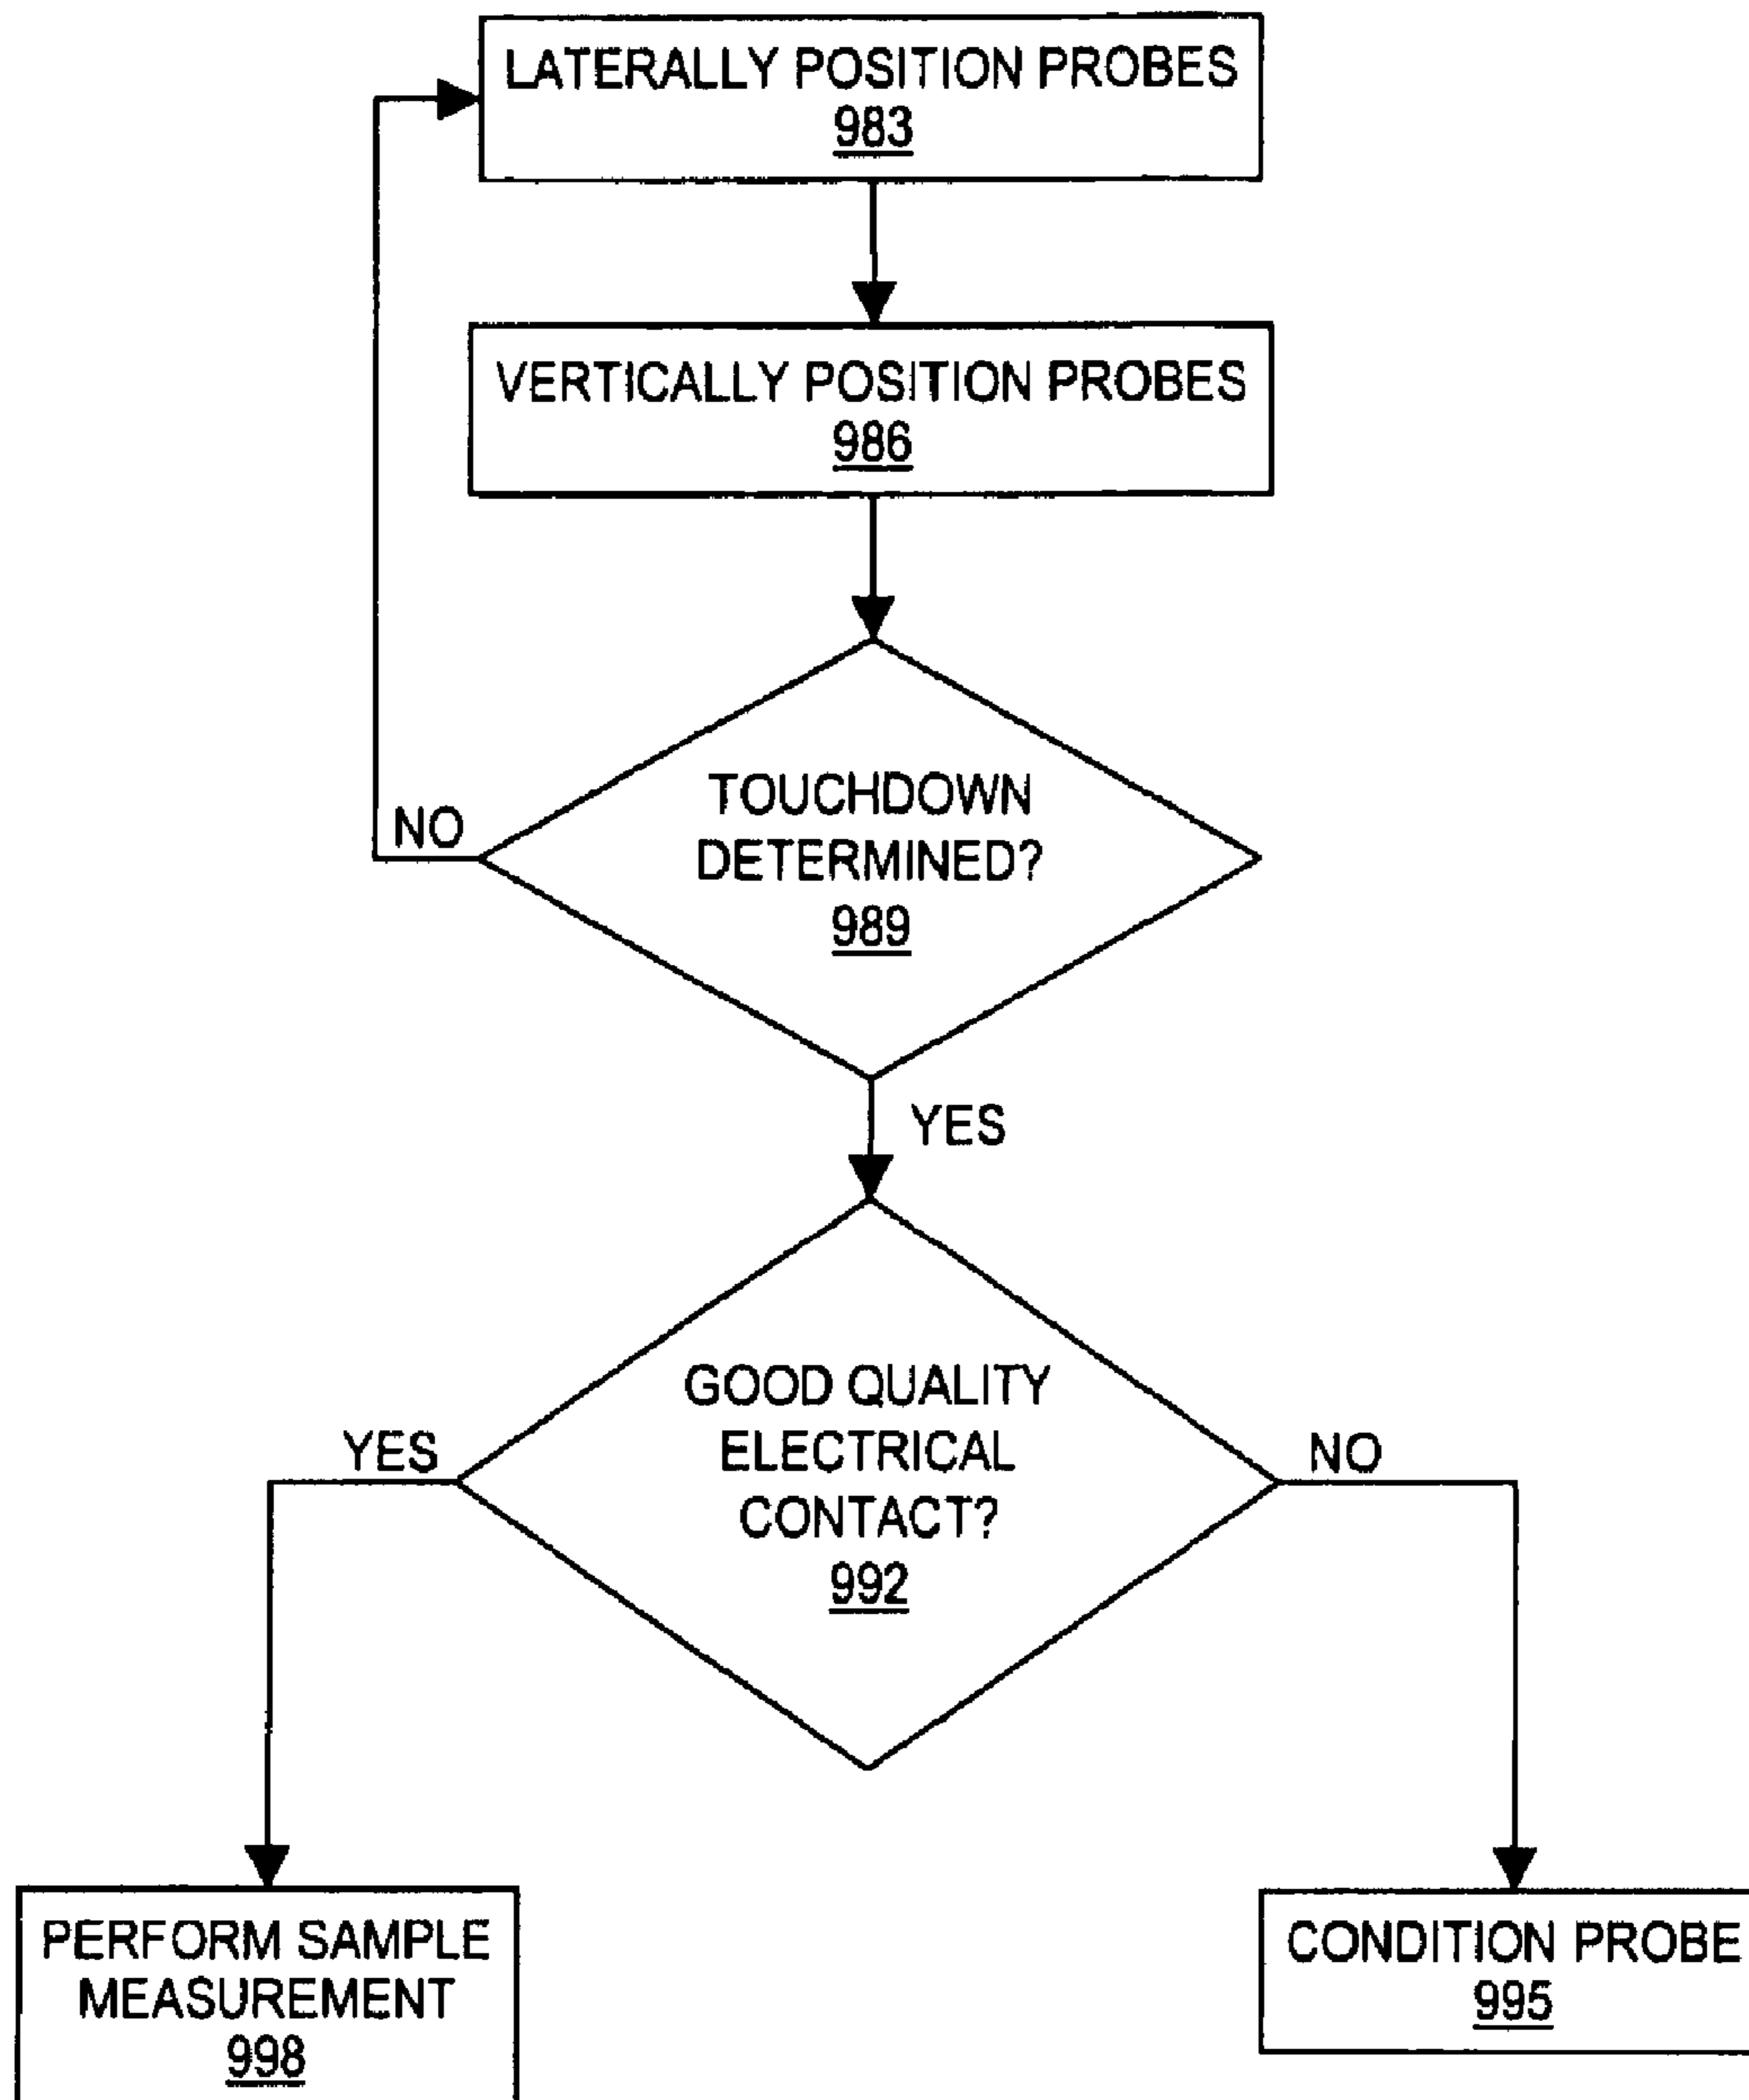 LATERALLY POSITION PROBES
983
VERTICALLY POSITION PROBES
986
TOUCHDOWN
DETERMINED?
989
NO
YES
GOOD QUALITY
ELECTRICAL
CONTACT?
992
YES
NO
PERFORM SAMPLE
MEASUREMENT
998
CONDITION PROBE
995